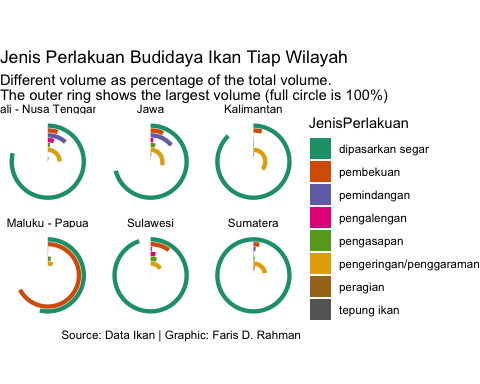 Jenis Perlakuan Budidaya Ikan Tiap Wilayah
Different volume as percentage of the total volume.
The outer ring shows the largest volume (full circle is 100%)
ali - Nusa Tenggar
Jawa
Kalimantan
Maluku - Papua
Sulawesi
Sumatera
JenisPerlakuan
dipasarkan segar
pembekuan
pemindangan
pengalengan
pengasapan
pengeringan/penggaraman
peragian
tepung ikan
Source: Data Ikan | Graphic: Faris D. Rahman